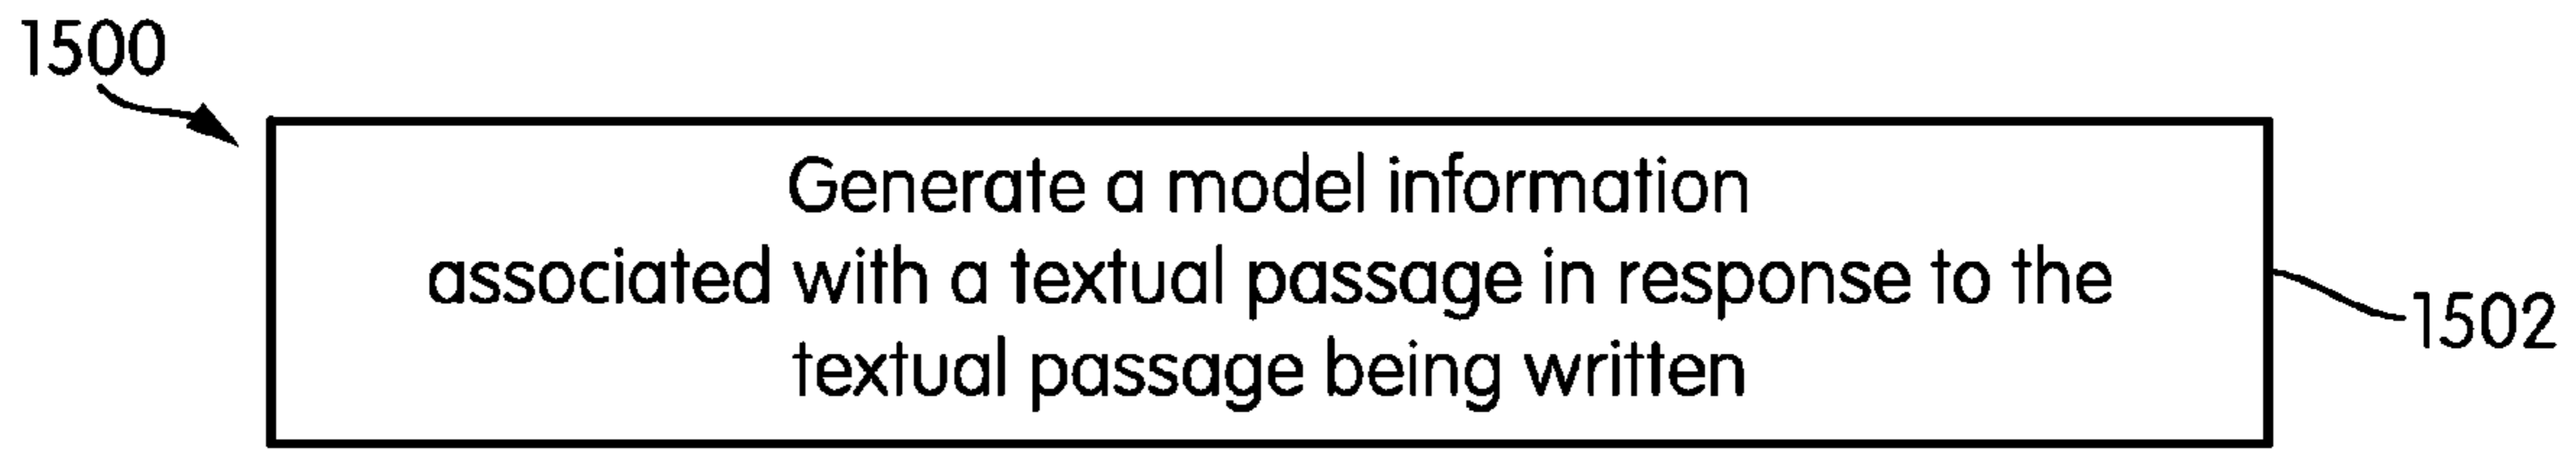 1500
Generate a model information
associated with a textual passage in response to the
textual passage being written
1502